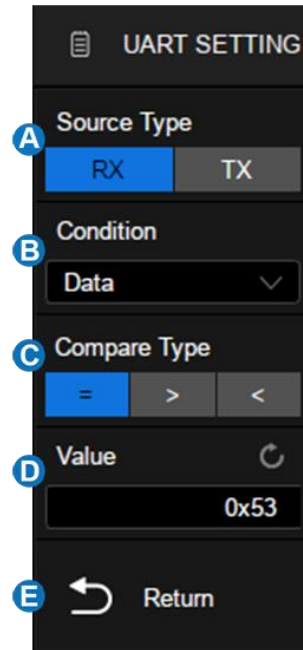 UART SETTING
A
Source Type
RX TX
B
Condition
Data
C
Compare Type
= > <
D
Value
0x53
E
Return